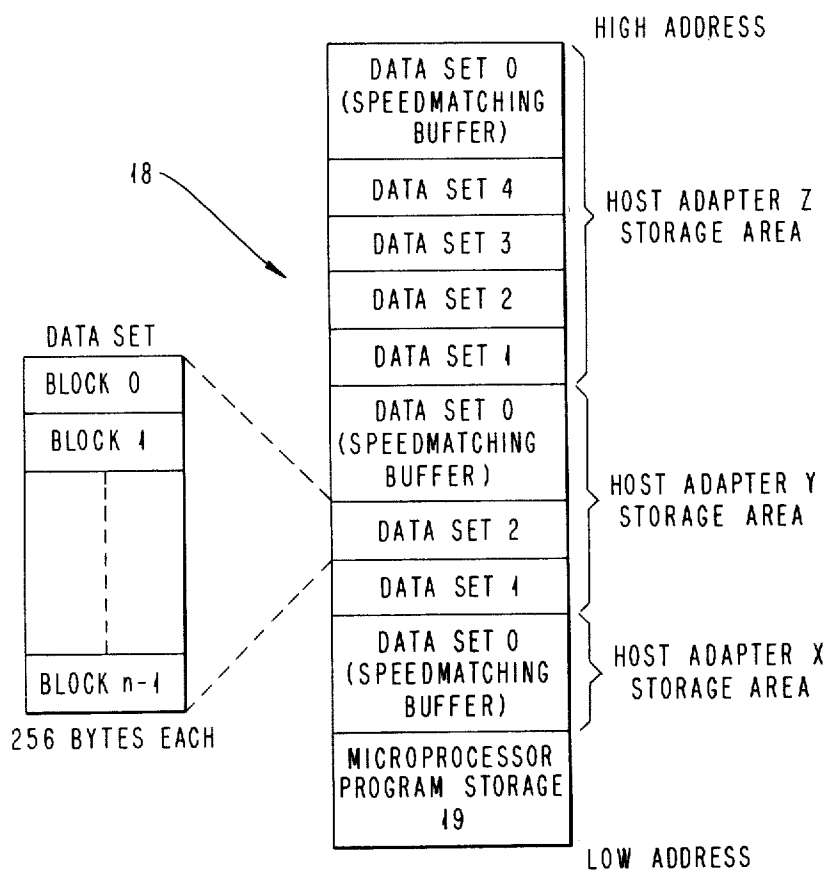 HIGH ADDRESS
DATA SET 0
(SPEEDMATCHING
BUFFER)
18
DATA SET 4
HOST ADAPTER Z
STORAGE AREA
DATA SET 3
DATA SET 2
DATA SET
DATA SET 1
BLOCK 0
BLOCK 1
DATA SET 0
(SPEEDMATCHING
BUFFER)
HOST ADAPTER Y
STORAGE AREA
DATA SET 2
DATA SET 1
BLOCK n-1
256 BYTES EACH
DATA SET 0
(SPEEDMATCHING
BUFFER)
HOST ADAPTER X
STORAGE AREA
MICROPROCESSOR
PROGRAM STORAGE
19
LOW ADDRESS